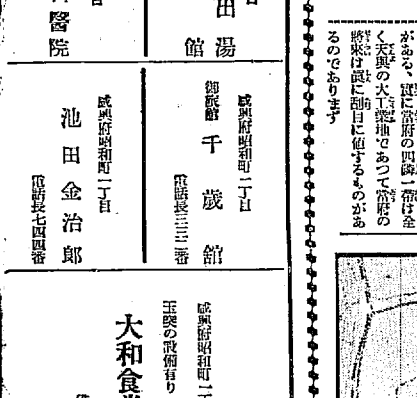 がある、實に當府の四隣一帶は全
く天與の大工業地であつて當府の
將來は誠に刮目に値するものがあ
るのであります
田湯
館
醫院
咸興府昭和町一丁目
御旅館 千歲館
電話長三三二番
咸興府昭和町一丁目
池田金治郎
電話長七四四番
咸興府昭和町一丁
玉突の設備有り
大和食堂